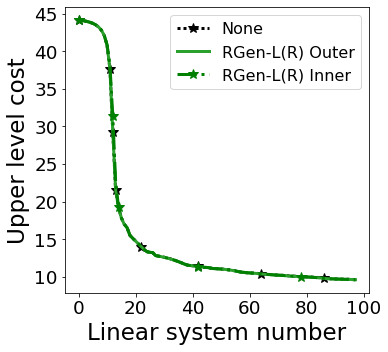 45
40
35
30
25
20
15
10
Upper level cost
None
RGen-L(R) Outer
RGen-L(R) Inner
0 20 40 60 80 100
Linear system number